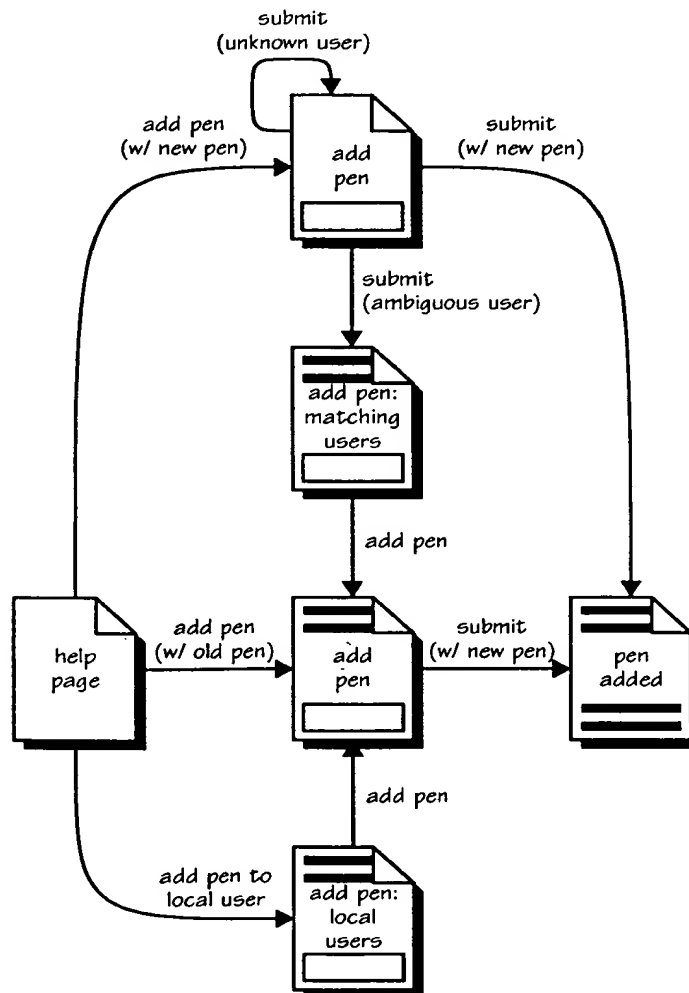 submit
(unknown user)
add pen
(w/ new pen)
add
pen
submit
(w/ new pen)
submit
(ambiguous user)
add pen:
matching
users
add pen
help
page
add pen
(w/ old pen)
add
pen
submit
(w/ new pen)
pen
added
add pen
add pen to
local user
add pen:
local
users